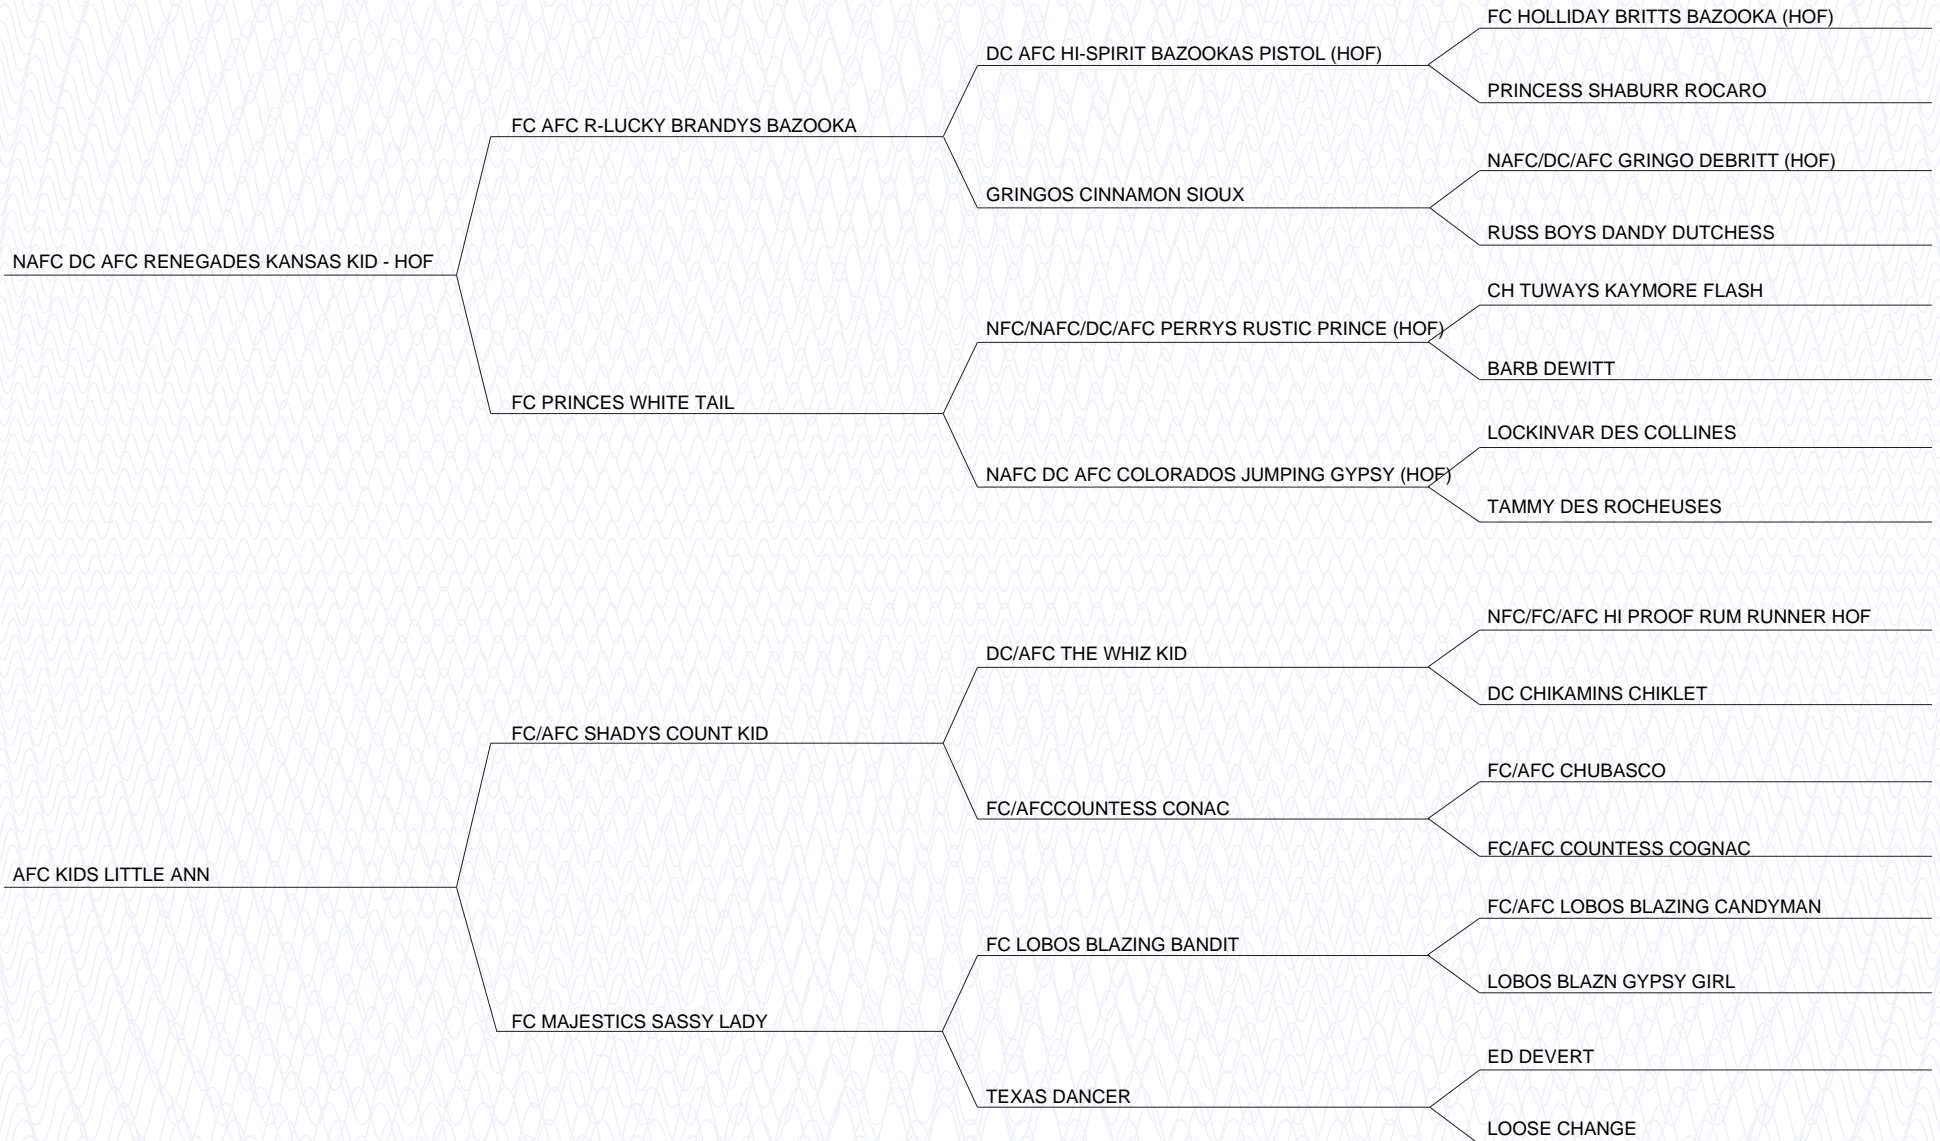 FC HOLLIDAY BRITTS BAZOOKA (HOF)
DC AFC HI-SPIRIT BAZOOKAS PISTOL (HOF)
PRINCESS SHABURR ROCARO
FC AFC R-LUCKY BRANDYS BAZOOKA
NAFC/DC/AFC GRINGO DEBRITT (HOF)
GRINGOS CINNAMON SIOUX
RUSS BOYS DANDY DUTCHESS
NAFC DC AFC RENEGADES KANSAS KID - HOF
CH TUWAYS KAYMORE FLASH
NFC/NAFC/DC/AFC PERRYS RUSTIC PRINCE (HOF)
BARB DEWITT
FC PRINCES WHITE TAIL
LOCKINVAR DES COLLINES
NAFC DC AFC COLORADOS JUMPING GYPSY (HOF)
TAMMY DES ROCHEUSES
NFC/FC/AFC HI PROOF RUM RUNNER HOF
DC/AFC THE WHIZ KID
DC CHIKAMINS CHIKLET
FC/AFC SHADYS COUNT KID
FC/AFC CHUBASCO
FC/AFCCOUNTESS CONAC
FC/AFC COUNTESS COGNAC
AFC KIDS LITTLE ANN
FC/AFC LOBOS BLAZING CANDYMAN
FC LOBOS BLAZING BANDIT
LOBOS BLAZN GYPSY GIRL
FC MAJESTICS SASSY LADY
ED DEVERT
TEXAS DANCER
LOOSE CHANGE